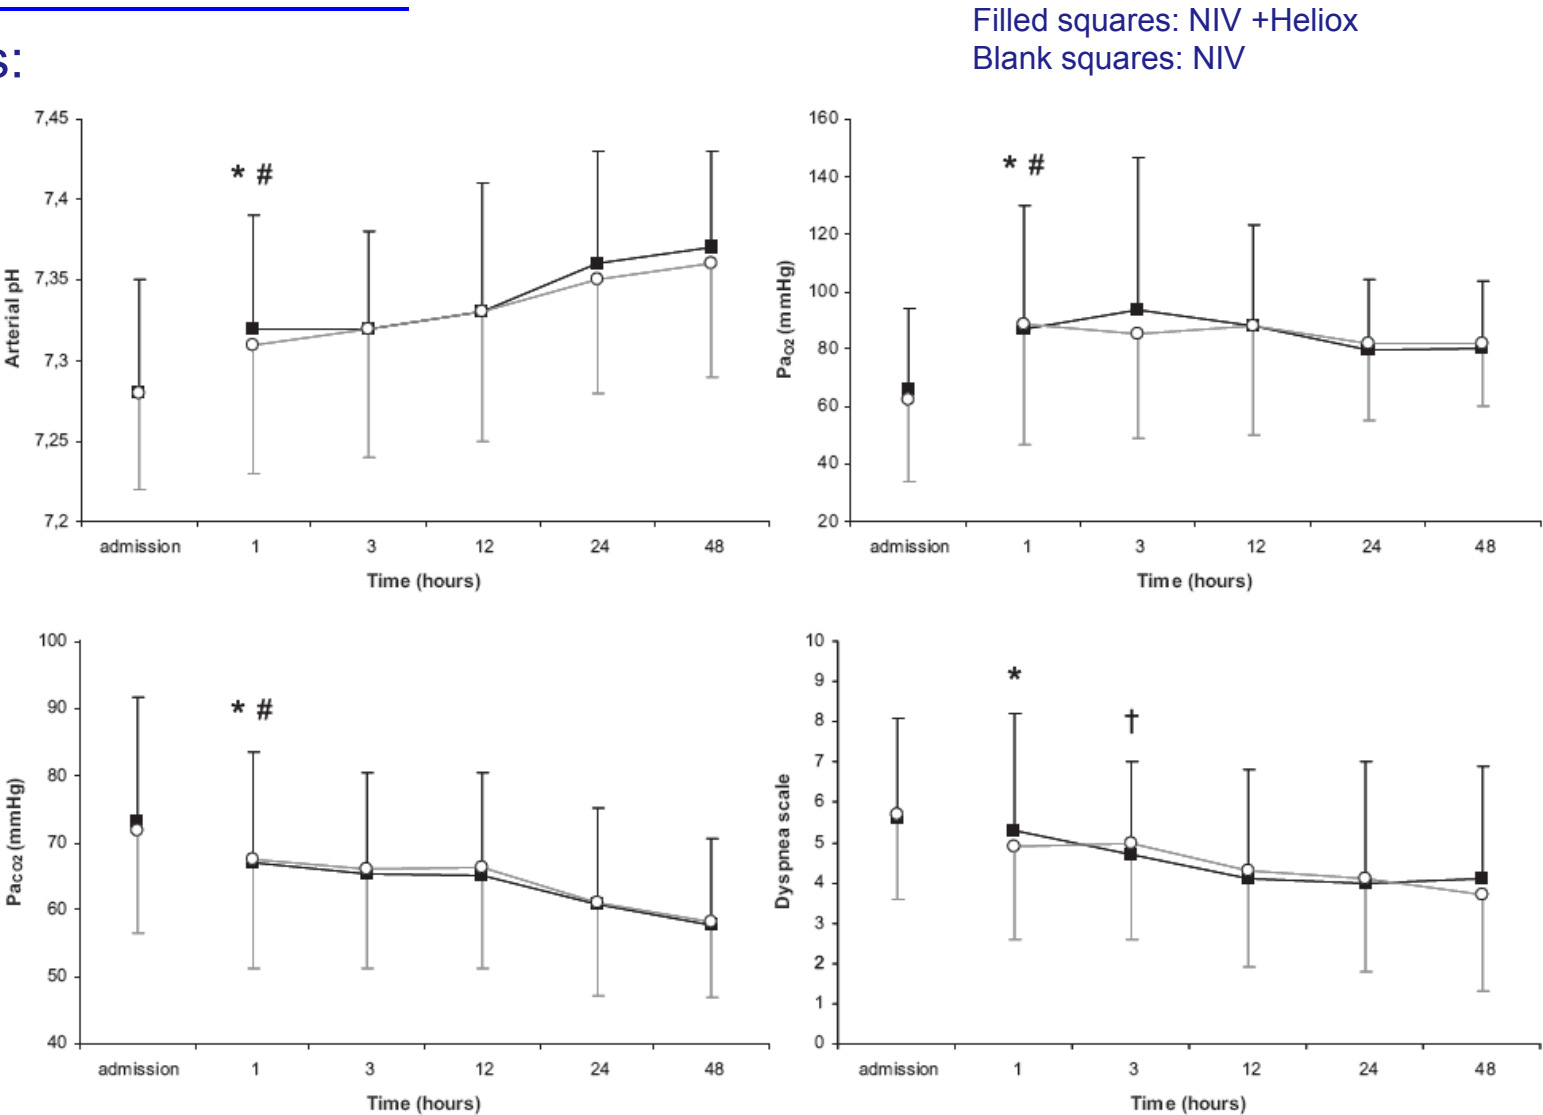 s:
Filled squares: NIV +Heliox
Blank squares: NIV
7,45
7,4
7,35
7,3
7,25
7,2
Arterial pH
* #
admission 1 3 12 24 48
Time (hours)
160
140
120
100
80
60
40
20
PaO2 (mmHg)
* #
admission 1 3 12 24 48
Time (hours)
100
90
80
70
60
50
40
PaCO2 (mmHg)
* #
admission 1 3 12 24 48
Time (hours)
10
9
8
7
6
5
4
3
2
1
0
Dyspnea scale
*
†
admission 1 3 12 24 48
Time (hours)